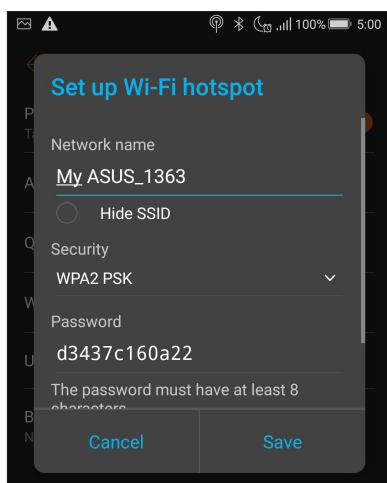 100% 5:00
Set up Wi-Fi hotspot
Network name
My ASUS_1363
Hide SSID
Security
WPA2 PSK
Password
d3437c160a22
The password must have at least 8
characters
Cancel Save